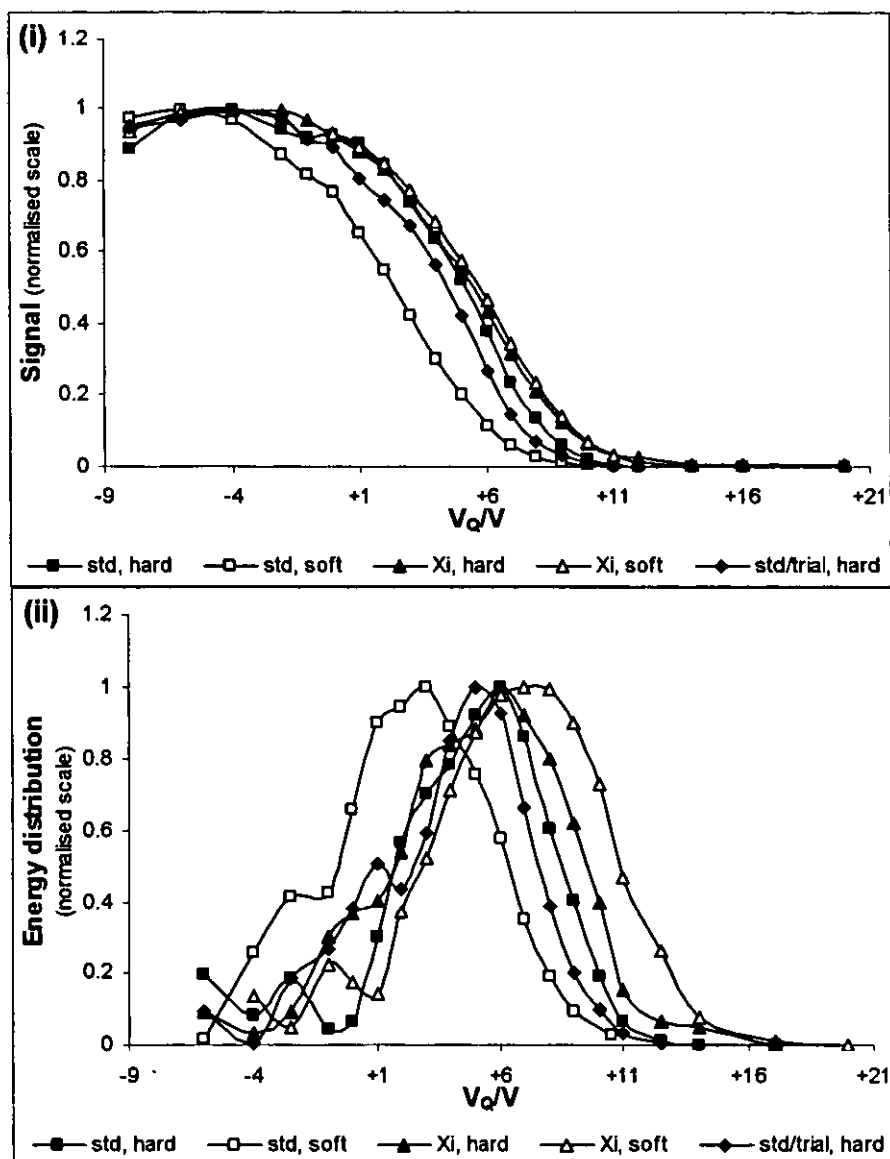 (i)
1.2
1
0.8
0.6
0.4
0.2
0
Signal (normalised scale)
-9 -4 +1 +6 +11 +16 +21
VQ/V
std, hard std, soft Xi, hard Xi, soft std/trial, hard
(ii)
1.2
1
0.8
0.6
0.4
0.2
0
Energy distribution
(normalised scale)
-9 -4 +1 +6 +11 +16 +21
VQ/V
std, hard std, soft Xi, hard Xi, soft std/trial, hard